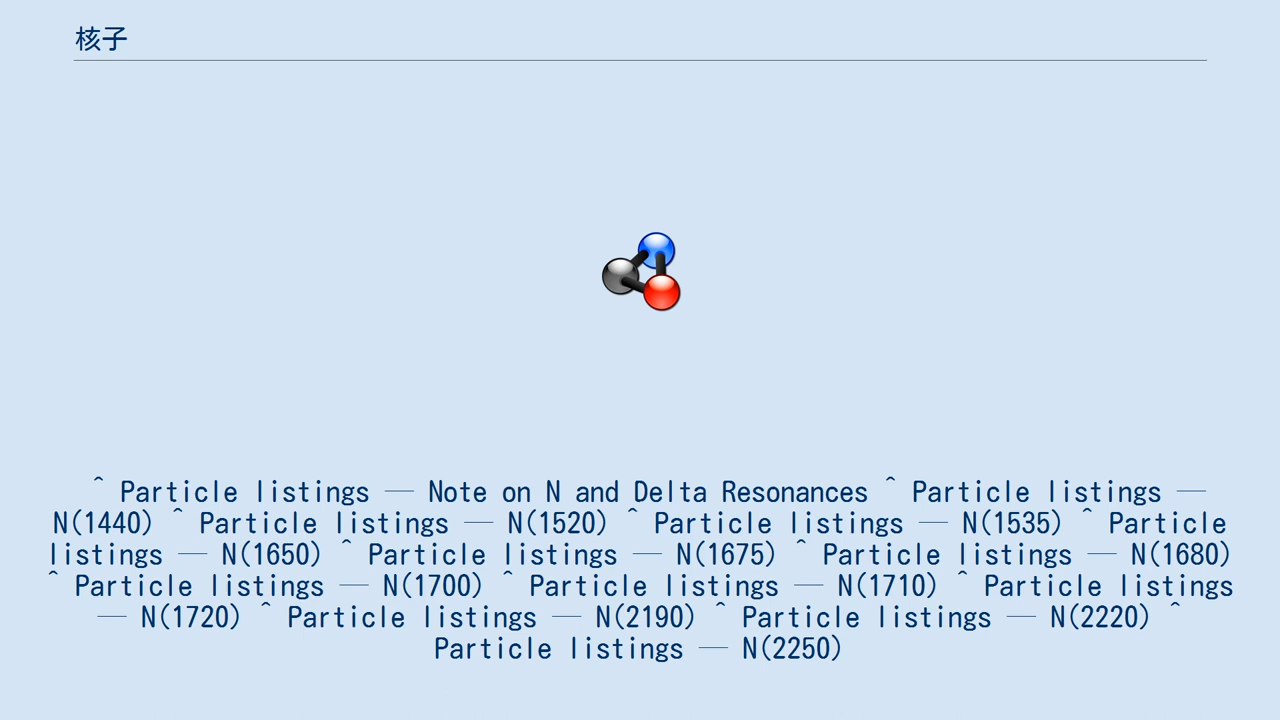 核子
^ Particle listings — Note on N and Delta Resonances ^ Particle listings —
N(1440) ^ Particle listings — N(1520) ^ Particle listings — N(1535) ^ Particle
listings — N(1650) ^ Particle listings — N(1675) ^ Particle listings — N(1680)
^ Particle listings — N(1700) ^ Particle listings — N(1710) ^ Particle listings
— N(1720) ^ Particle listings — N(2190) ^ Particle listings — N(2220) ^
Particle listings — N(2250)